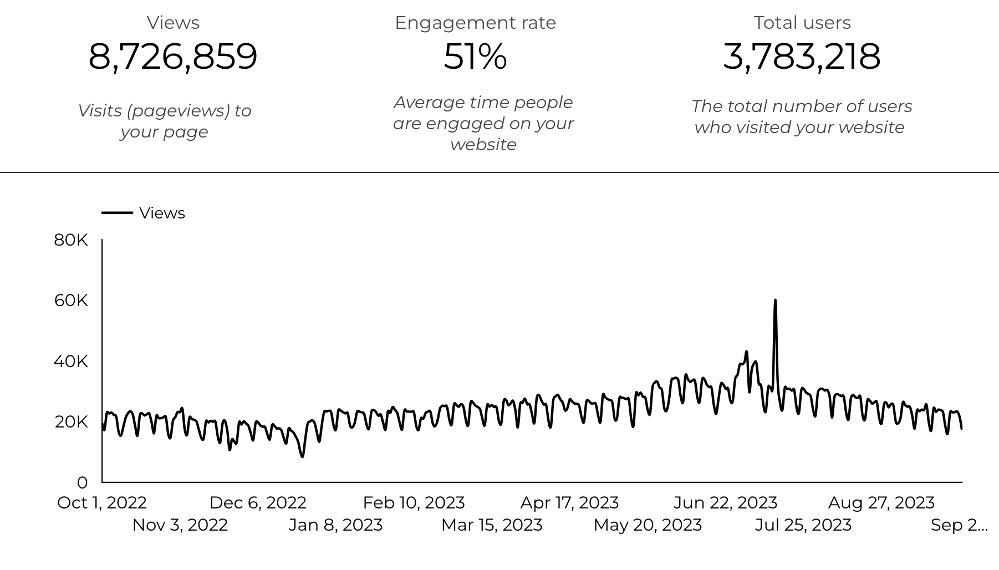 Views
8,726,859
Visits (pageviews) to
your page
Engagement rate
51%
Average time people
are engaged on your
website
Total users
3,783,218
The total number of users
who visited your website
Views
80K
60K
40K
20K
0
Oct 1, 2022
Nov 3, 2022
Dec 6, 2022
Jan 8, 2023
Feb 10, 2023
Mar 15, 2023
Apr 17, 2023
May 20, 2023
Jun 22, 2023
Jul 25, 2023
Aug 27, 2023
Sep 2...